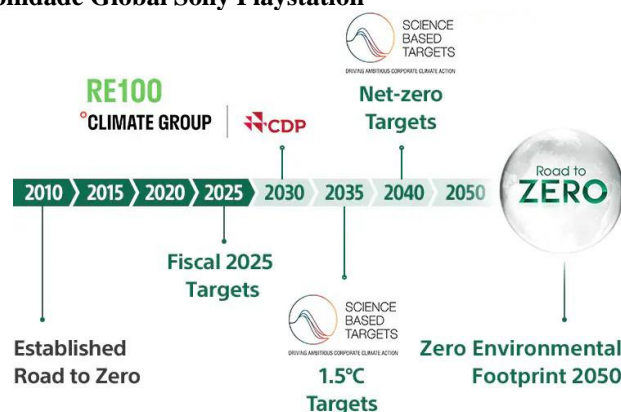 Global Sony Playstation
SCIENCE
BASED
TARGETS
DRIVING AMBITIOUS CORPORATE CLIMATE ACTION
RE100
°CLIMATE GROUP
CDP
Net-zero
Targets
2010
2015
2020
2025
2030
2035
2040
2050
Road to
ZERO
Fiscal 2025
Targets
SCIENCE
BASED
TARGETS
DRIVING AMBITIOUS CORPORATE CLIMATE ACTION
1.5°C
Targets
Established
Road to Zero
Zero Environmental
Footprint 2050